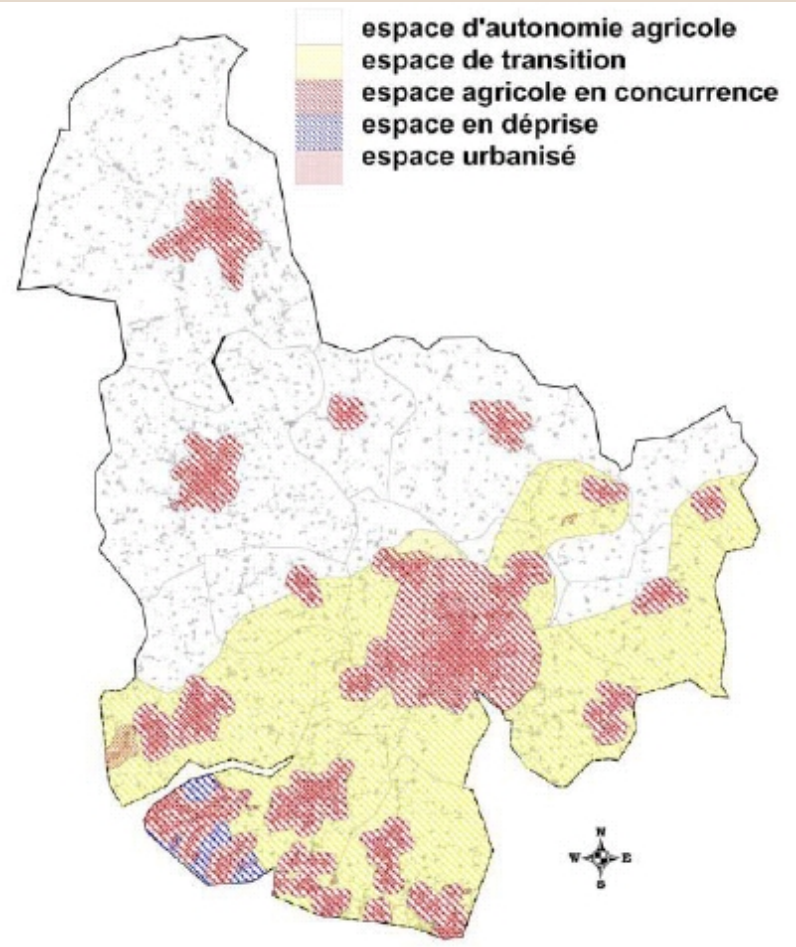 espace d'autonomie agricole
espace de transition
espace agricole en concurrence
espace en déprise
espace urbanisé
N
W E
S